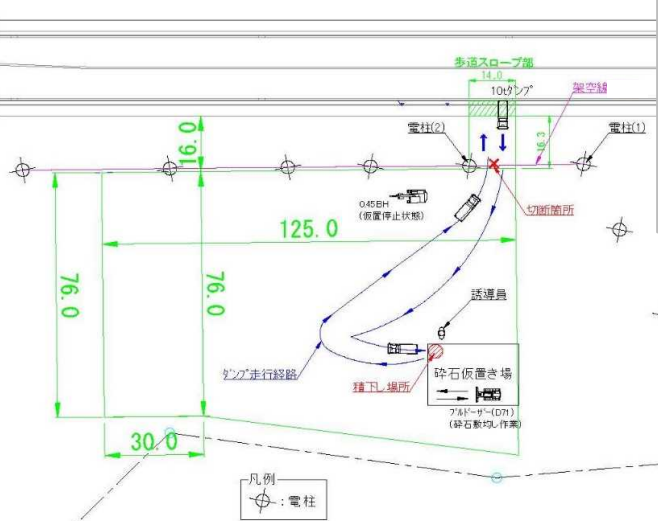 歩道スロープ部
14.0
10tダンプ
架空線
電柱(2)
電柱(1)
16.0
16.3
切断箇所
0.45BH
(仮置停止状態)
125.0
76.0
76.0
誘導員
ダンプ走行経路
積下し場所
砕石仮置き場
ブルドーザー(D71)
(砕石敷均し作業)
30.0
凡例
:電柱